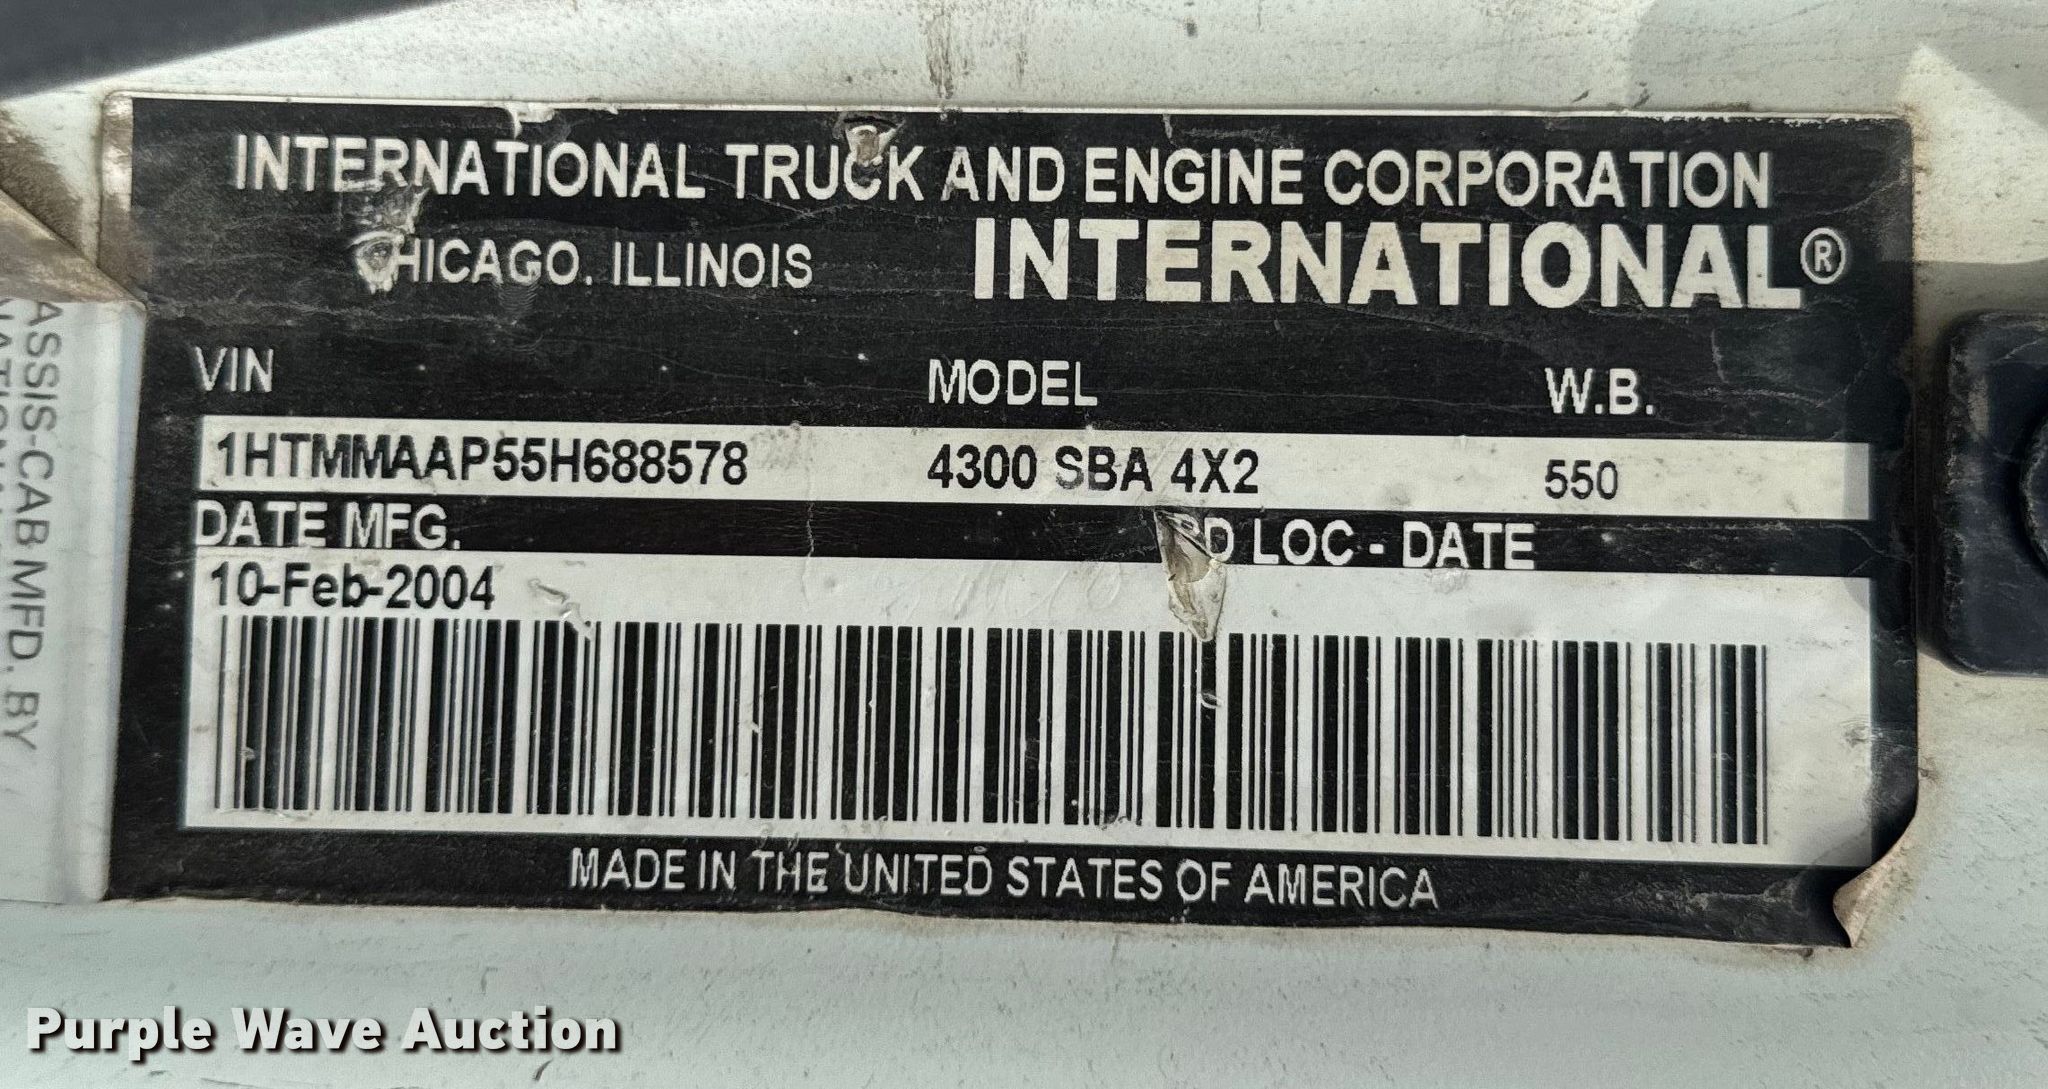 INTERNATIONAL TRUCK AND ENGINE CORPORATION
CHICAGO, ILLINOIS INTERNATIONAL®
VIN MODEL W.B.
1HTMMAAP55H688578 4300 SBA 4X2 550
DATE MFG. LOC - DATE
10-Feb-2004
MADE IN THE UNITED STATES OF AMERICA
ASSIS-CAB MFD. BY
Purple Wave Auction